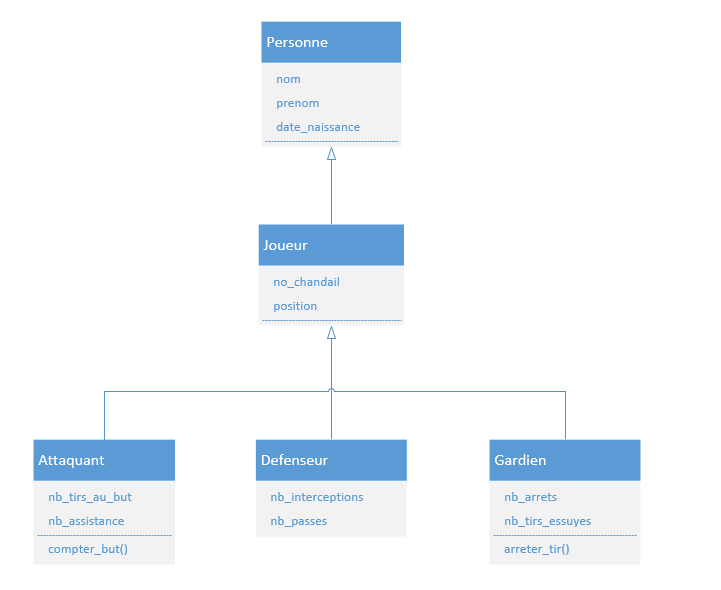 Personne
nom
prenom
date_naissance
Joueur
no_chandail
position
Attaquant
nb_tirs_au_but
nb_assistance
compter_but()
Defenseur
nb_interceptions
nb_passes
Gardien
nb_arrets
nb_tirs_essuyes
arreter_tir()